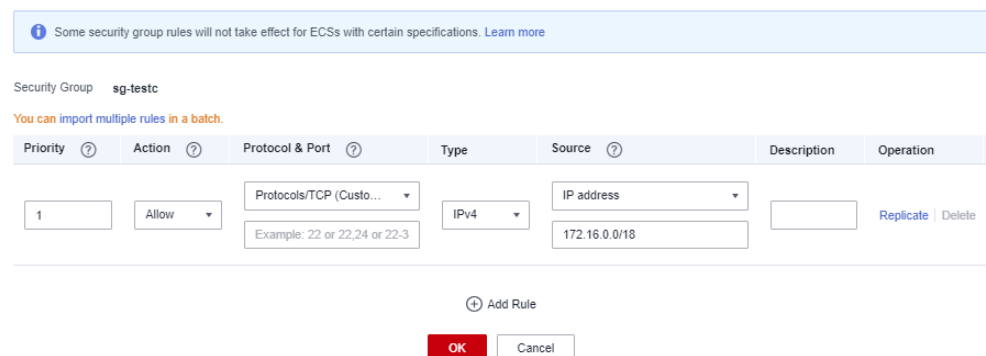 Some security group rules will not take effect for ECSs with certain specifications. Learn more
Security Group sg-testc
You can import multiple rules in a batch.
Priority ? Action ? Protocol & Port ? Type Source ? Description Operation
Protocols/TCP (Custo... IP address
1 Allow IPv4 Replicate Delete
Example: 22 or 22,24 or 22-3 172.16.0.0/18
Add Rule
OK Cancel